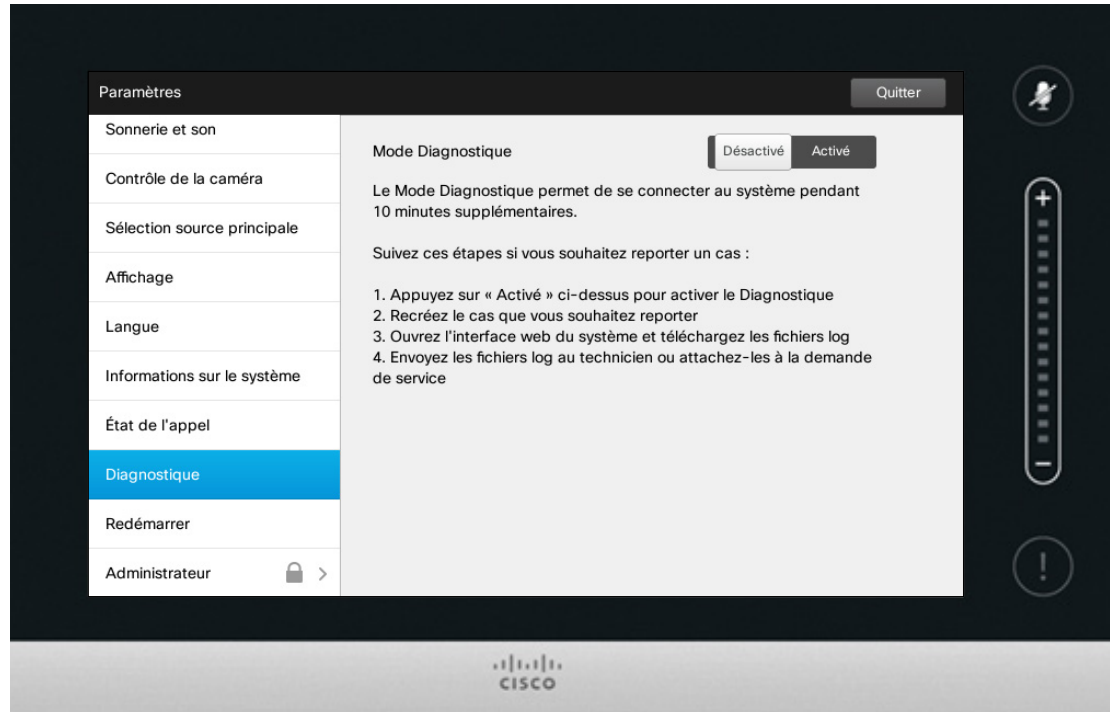 Paramètres
Quitter
Sonnerie et son
Contrôle de la caméra
Sélection source principale
Affichage
Langue
Informations sur le système
État de l'appel
Diagnostique
Redémarrer
Administrateur
Mode Diagnostique
Désactivé
Activé
Le Mode Diagnostique permet de se connecter au système pendant
10 minutes supplémentaires.
Suivez ces étapes si vous souhaitez reporter un cas :
1. Appuyez sur « Activé » ci-dessus pour activer le Diagnostique
2. Recréez le cas que vous souhaitez reporter
3. Ouvrez l'interface web du système et téléchargez les fichiers log
4. Envoyez les fichiers log au technicien ou attachez-les à la demande
de service
+
−
!
CISCO